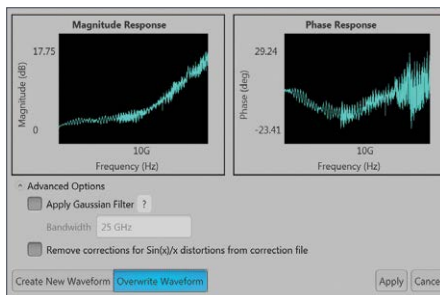 Magnitude Response
Phase Response
17.75
0
Magnitude (dB)
10G
Frequency (Hz)
29.24
-23.41
Phase (deg)
10G
Frequency (Hz)
Advanced Options
Apply Gaussian Filter ?
Bandwidth 25 GHz
Remove corrections for Sin(x)/x distortions from correction file
Create New Waveform Overwrite Waveform Apply Cance